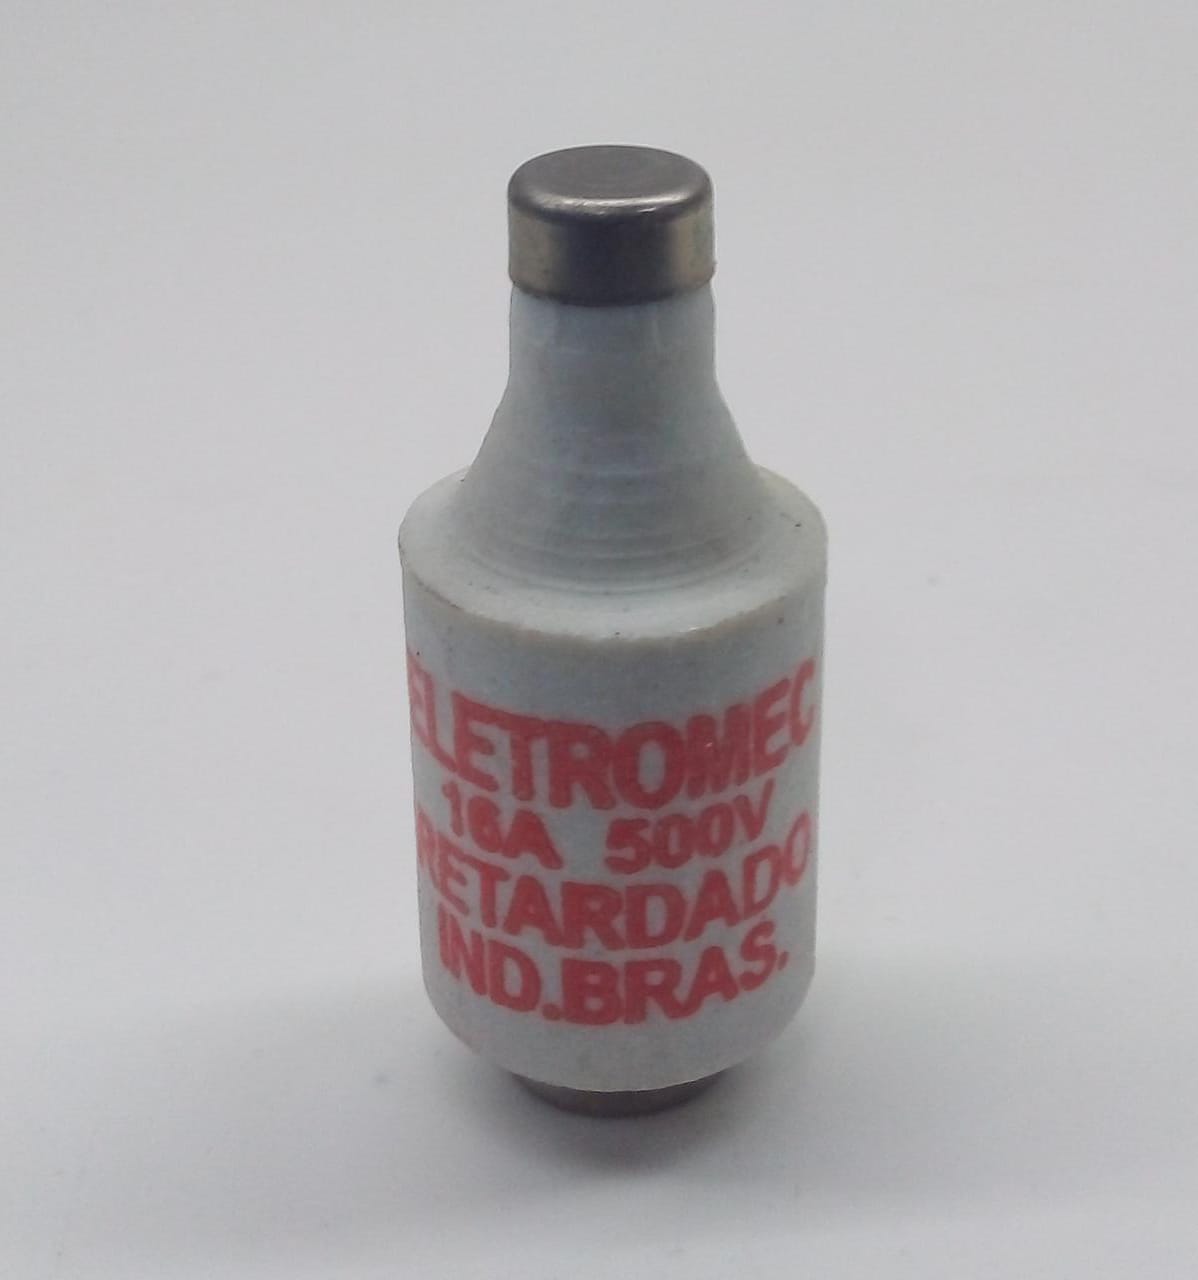 ELETROMEC
16A 500V
RETARDADO
IND.BRAS.